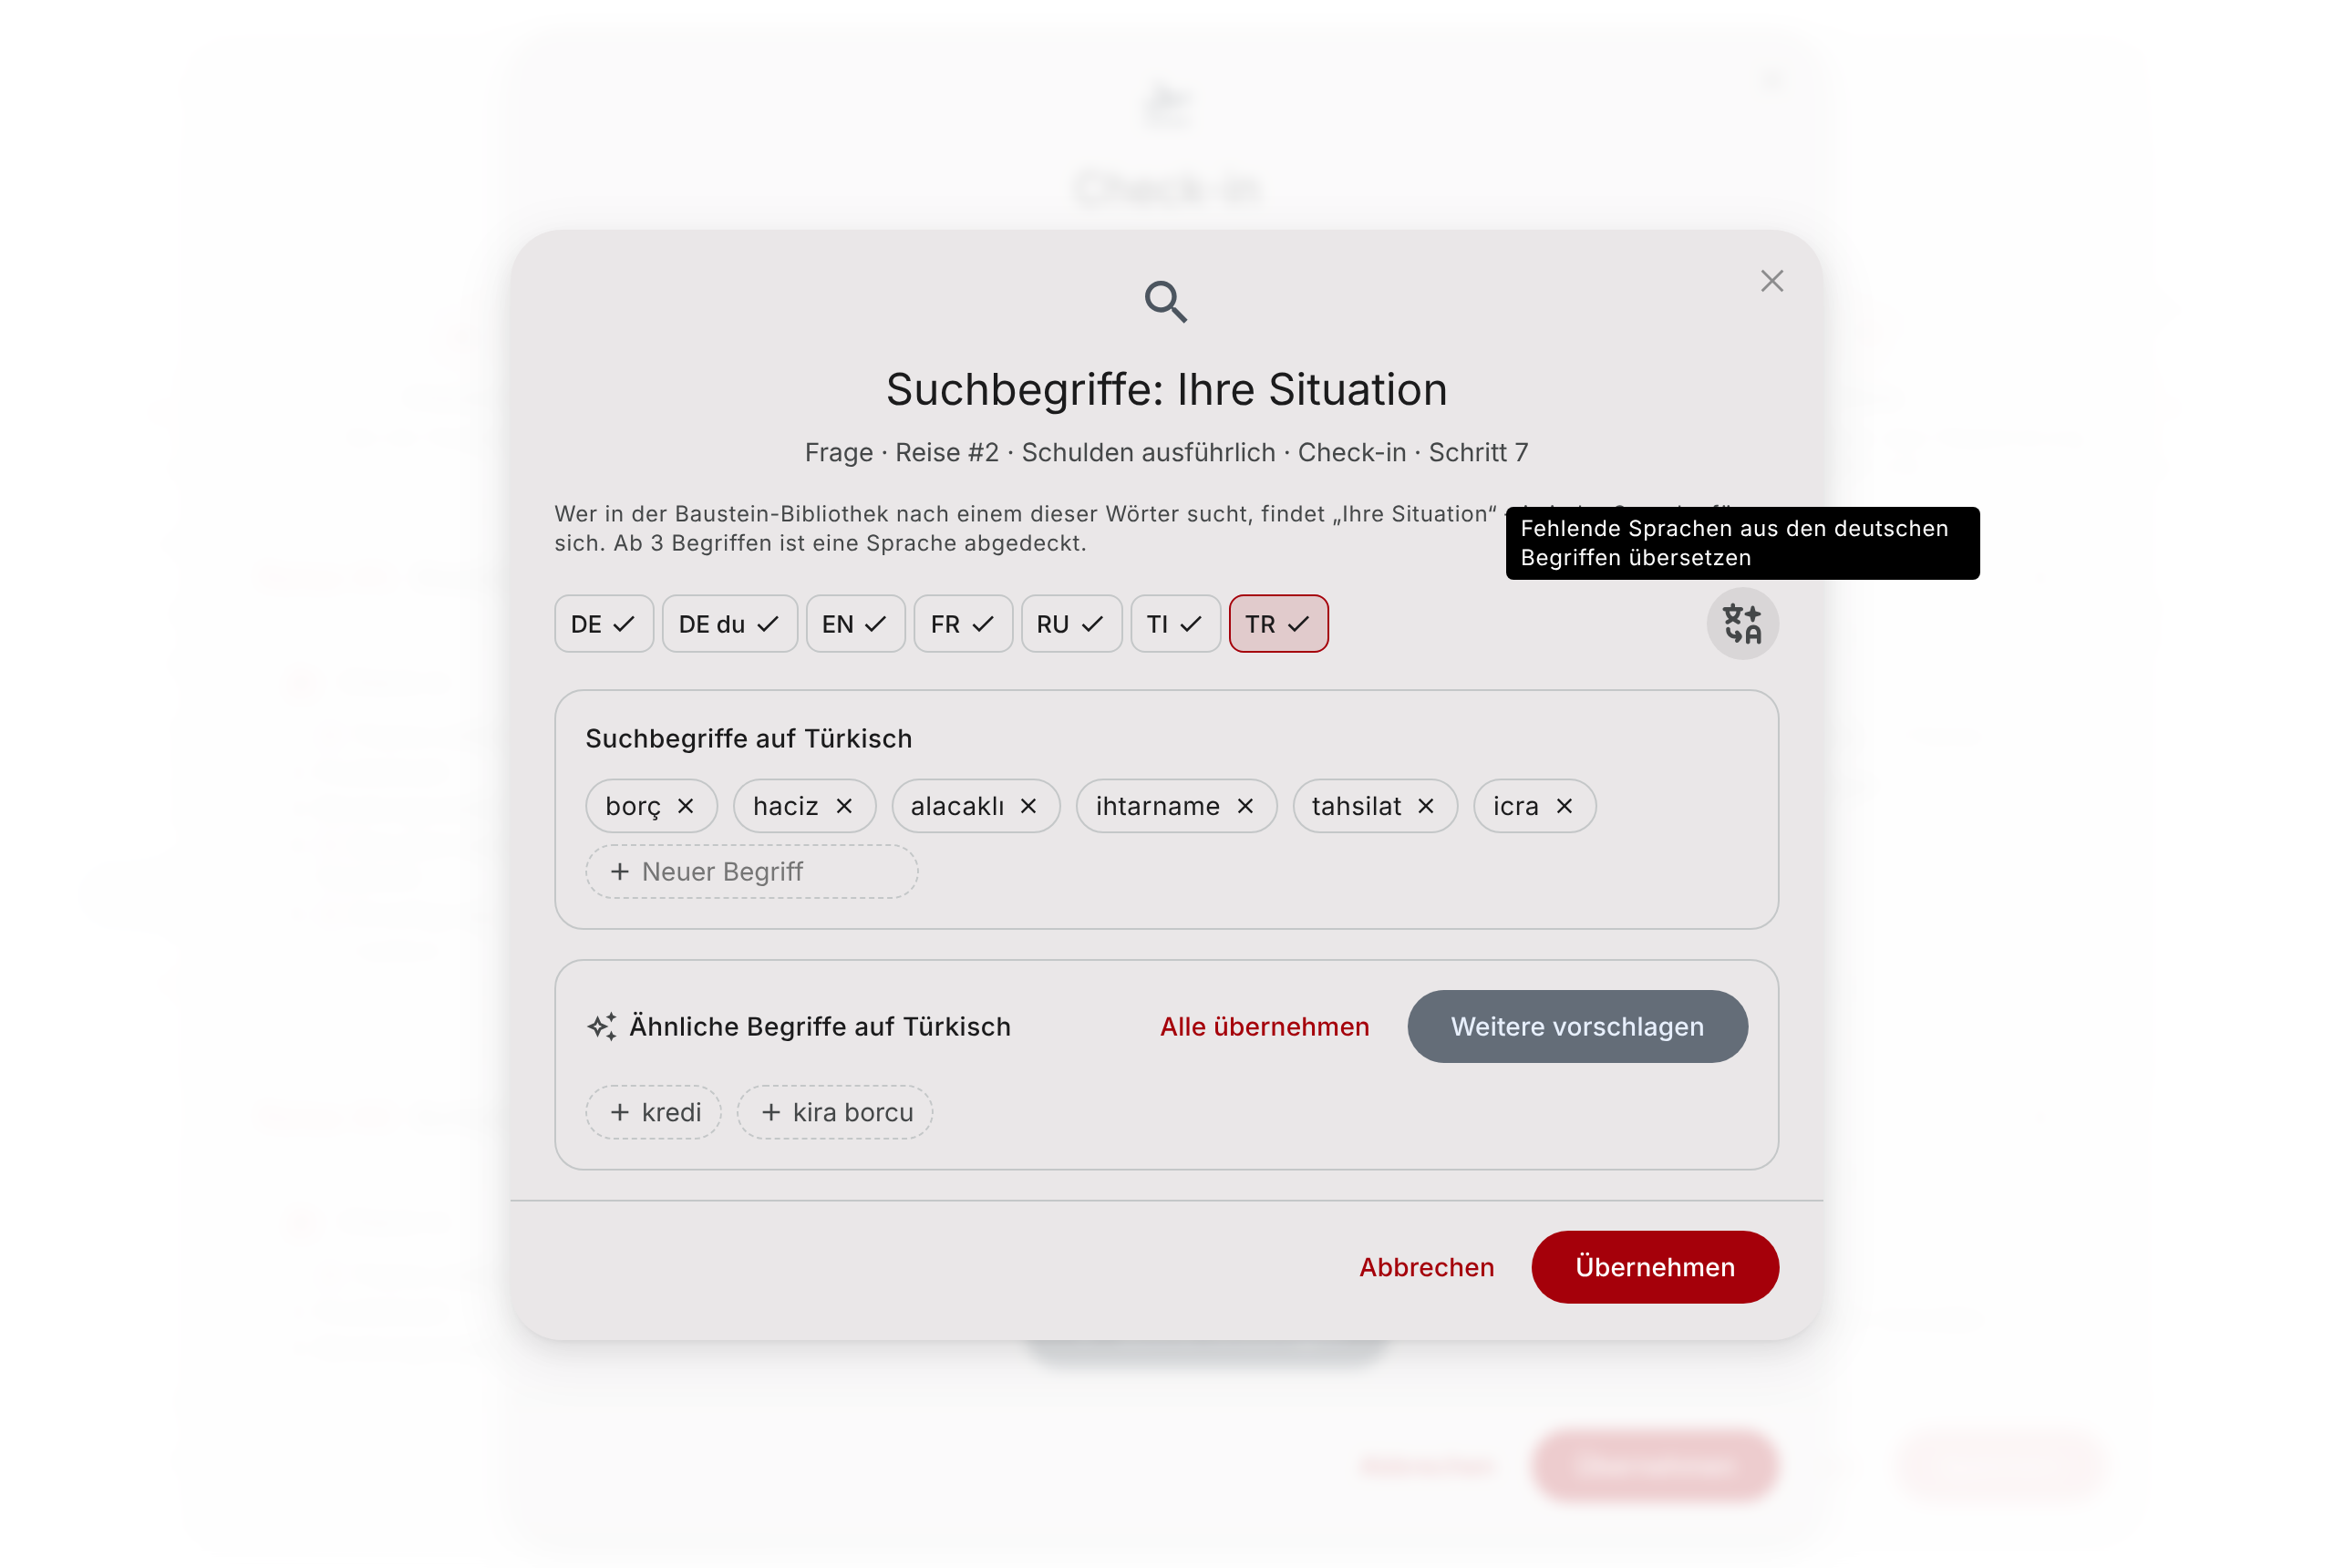 Check-in
Suchbegriffe: Ihre Situation
Frage · Reise #2 · Schulden ausführlich · Check-in · Schritt 7
Wer in der Baustein-Bibliothek nach einem dieser Wörter sucht, findet „Ihre Situation“
sich. Ab 3 Begriffen ist eine Sprache abgedeckt.
Fehlende Sprachen aus den deutschen
Begriffen übersetzen
DE DE du EN FR RU TI TR
Suchbegriffe auf Türkisch
borç haciz alacaklı ihtarname tahsilat icra
+ Neuer Begriff
Ähnliche Begriffe auf Türkisch Alle übernehmen Weitere vorschlagen
+ kredi + kira borcu
Abbrechen Übernehmen